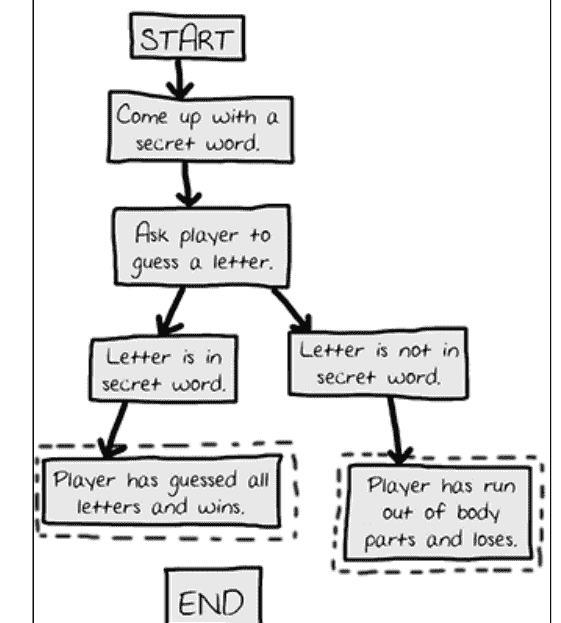 START
Come up with a
secret word.
Ask player to
guess a letter.
Letter is in
secret word.
Letter is not in
secret word.
Player has guessed all
letters and wins.
Player has run
out of body
parts and loses.
END